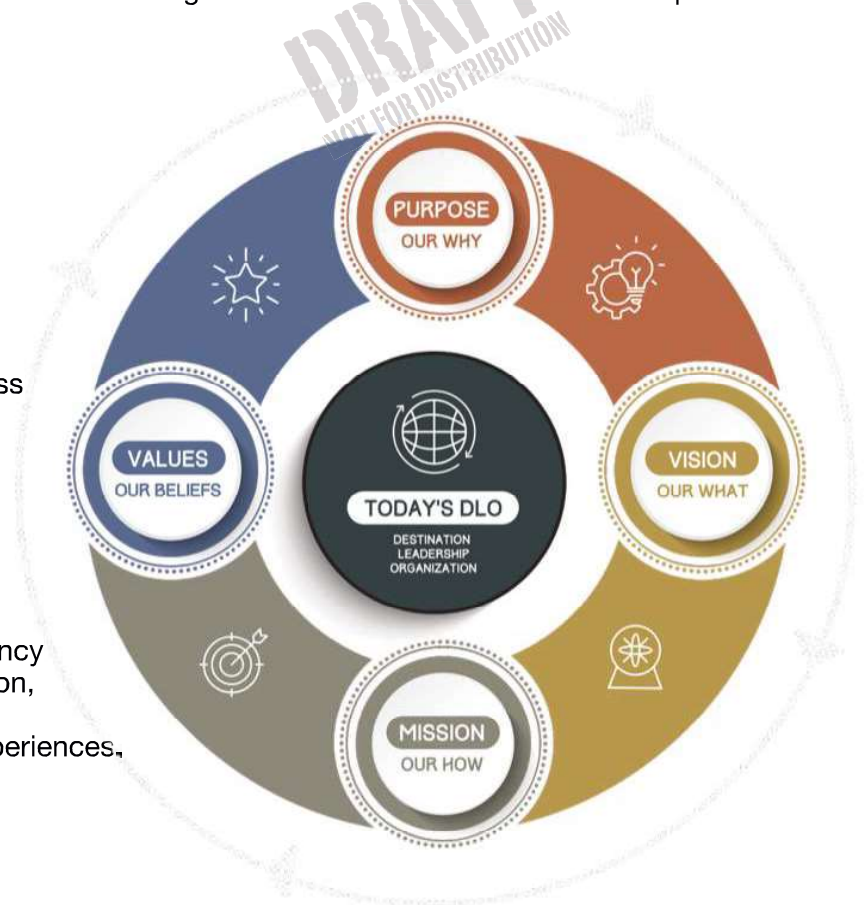 DRAFT
NOT FOR DISTRIBUTION
PURPOSE
OUR WHY
ss
VALUES
OUR BELIEFS
VISION
OUR WHAT
TODAY'S DLO
DESTINATION
LEADERSHIP
ORGANIZATION
ncy
on,
periences,
MISSION
OUR HOW